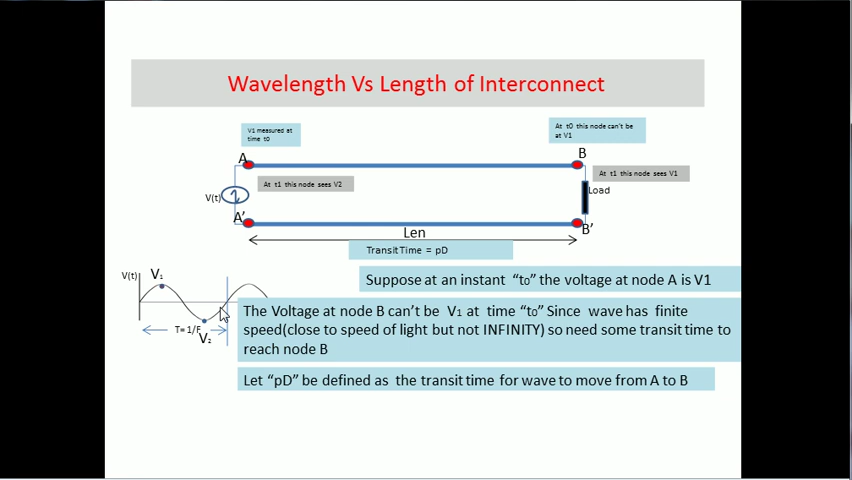 Wavelength Vs Length of Interconnect
V1 measured at
time t0
At t0 this node can't be
at V1
A
B
At t1 this node sees V2
At t1 this node sees V1
V(t)
Load
A'
B'
Len
TransitTime = pD
V(t)
V1
Suppose at an instant "t0" the voltage at node A is V1
T= 1/F
V2
The Voltage at node B can't be V1 at time "t0" Since wave has finite
speed(close to speed of light but not INFINITY) so need some transit time to
reach node B
Let "pD" be defined as the transit time for wave to move from A to B